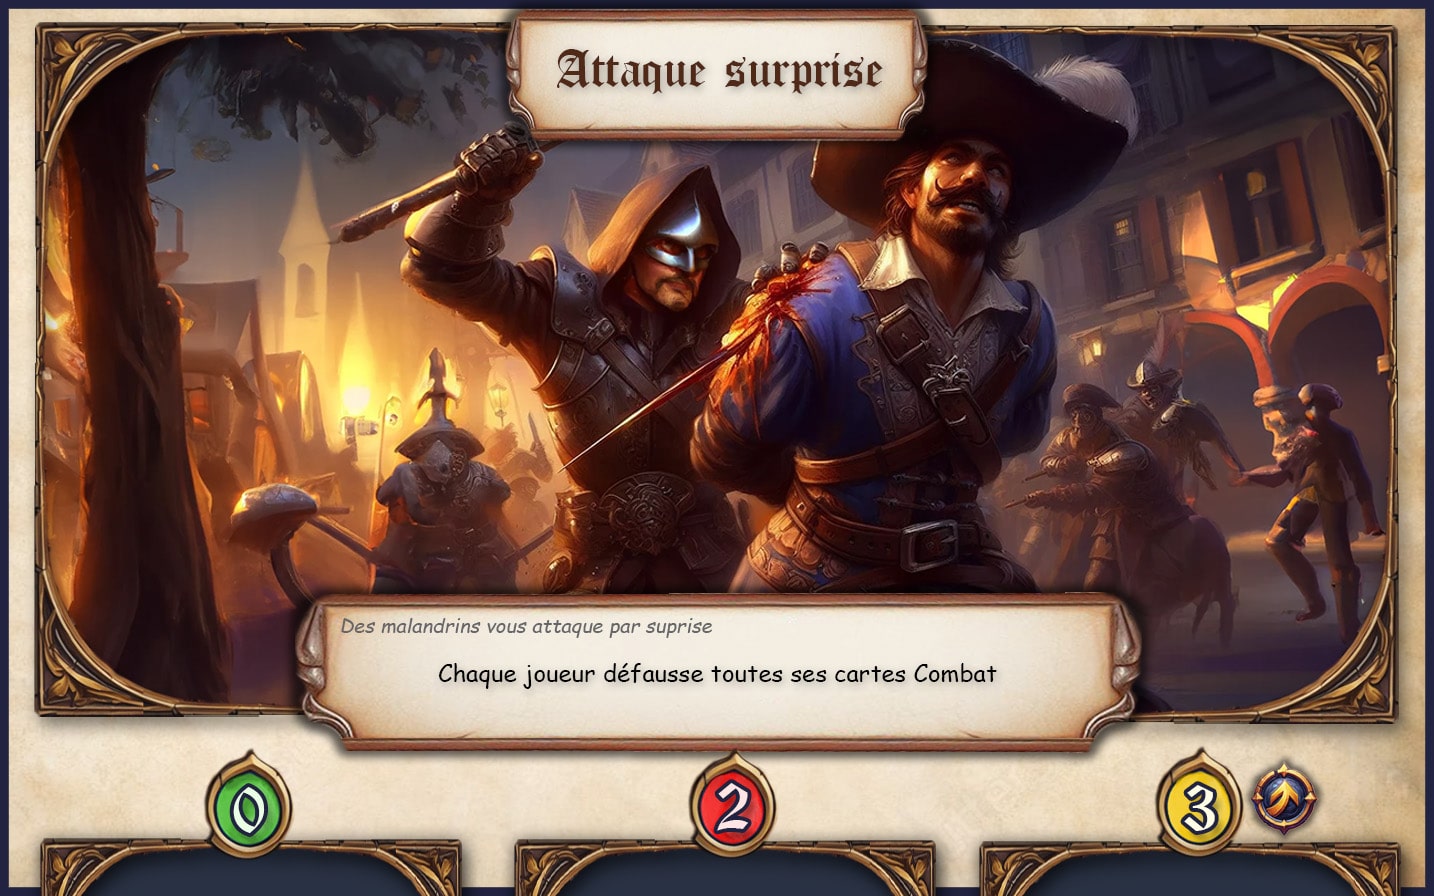 Attaque surprise
Des malandrins vous attaque par suprise
Chaque joueur défausse toutes ses cartes Combat
0
2
3